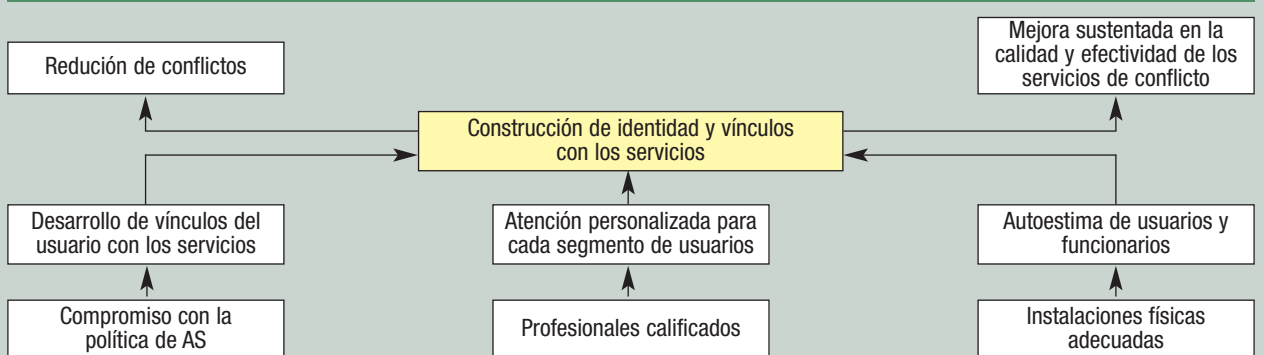 Redución de conflictos
Mejora sustentada en la
calidad y efectividad de los
servicios de conflicto
Construcción de identidad y vínculos
con los servicios
Desarrollo de vínculos del
usuario con los servicios
Atención personalizada para
cada segmento de usuarios
Autoestima de usuarios y
funcionarios
Compromiso con la
política de AS
Profesionales calificados
Instalaciones físicas
adecuadas